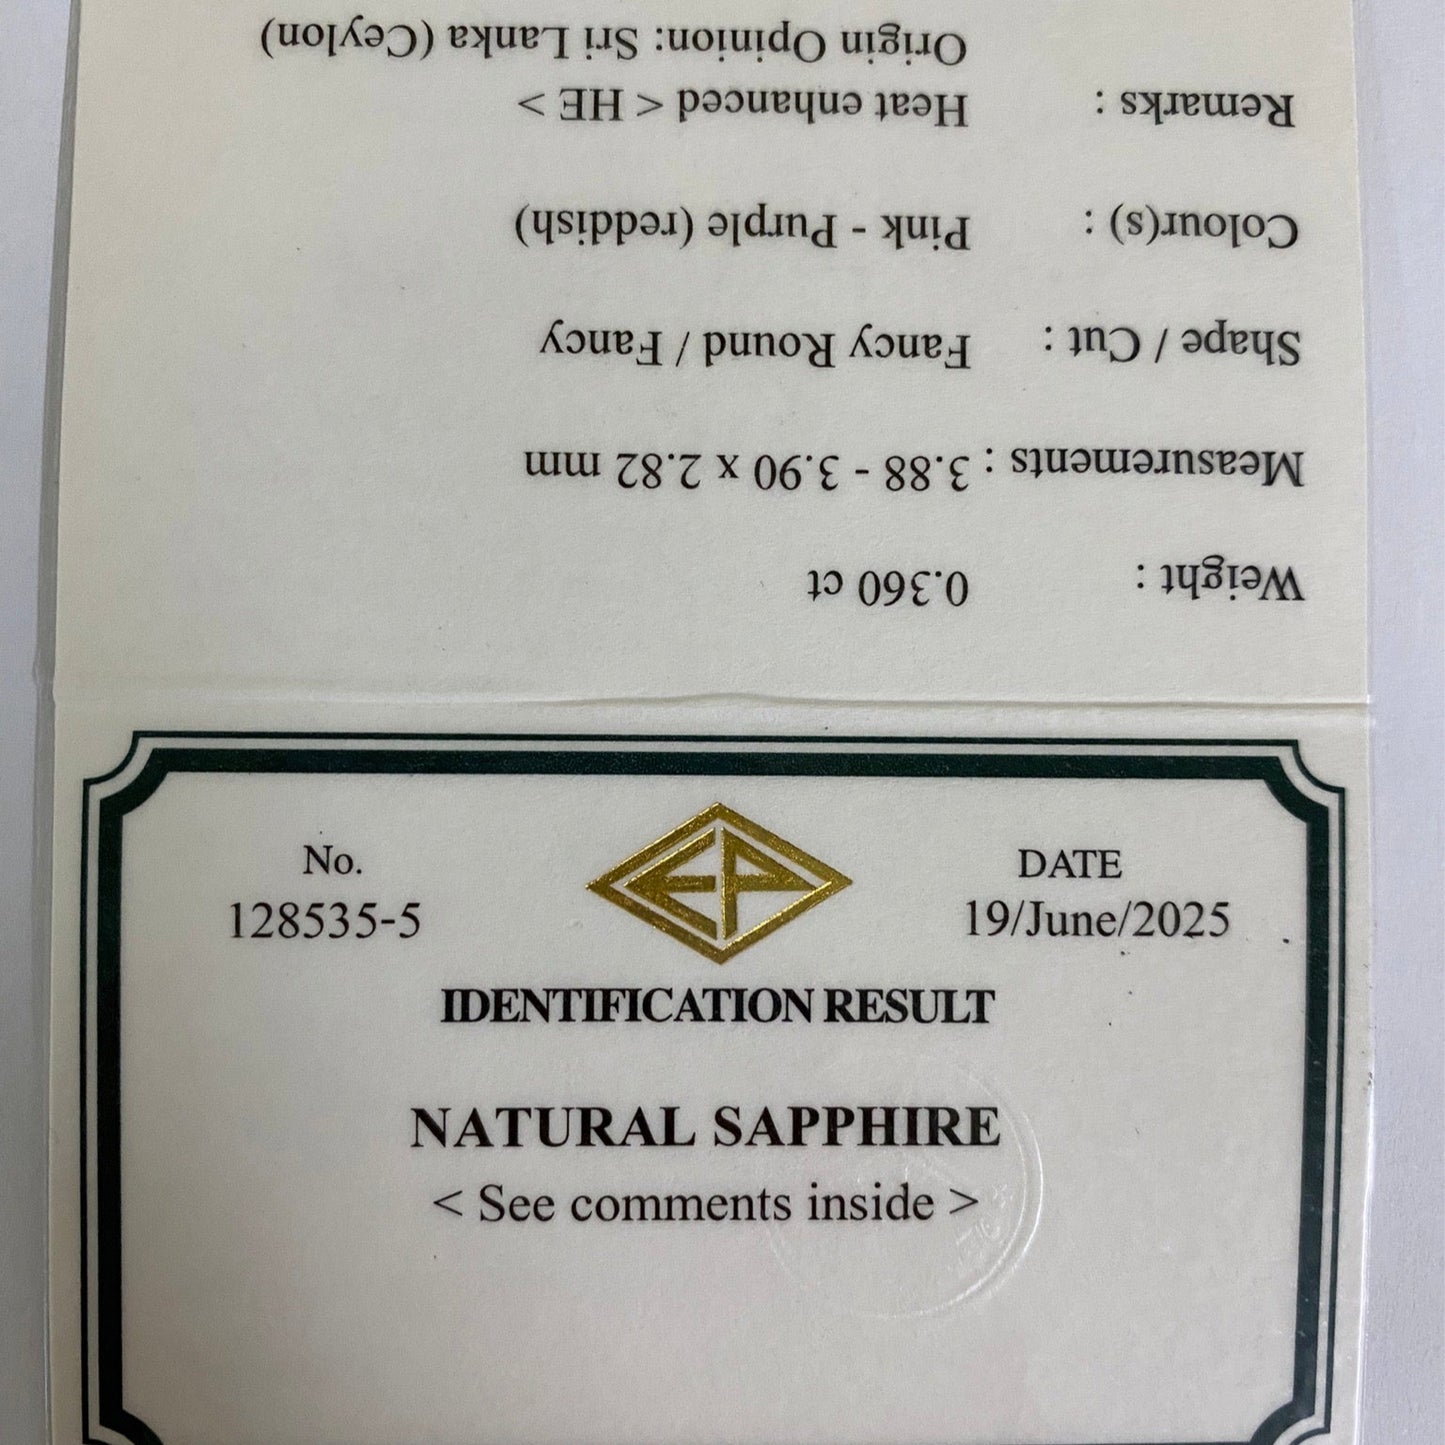 Weight : 0.360 ct
Measurements : 3.88 - 3.90 x 2.82 mm
Shape / Cut : Fancy Round / Fancy
Colour(s) : Pink - Purple (reddish)
Remarks : Heat enhanced < HE >
Origin Opinion: Sri Lanka (Ceylon)
EP
No. DATE
128535-5 19/June/2025
IDENTIFICATION RESULT
NATURAL SAPPHIRE
< See comments inside >